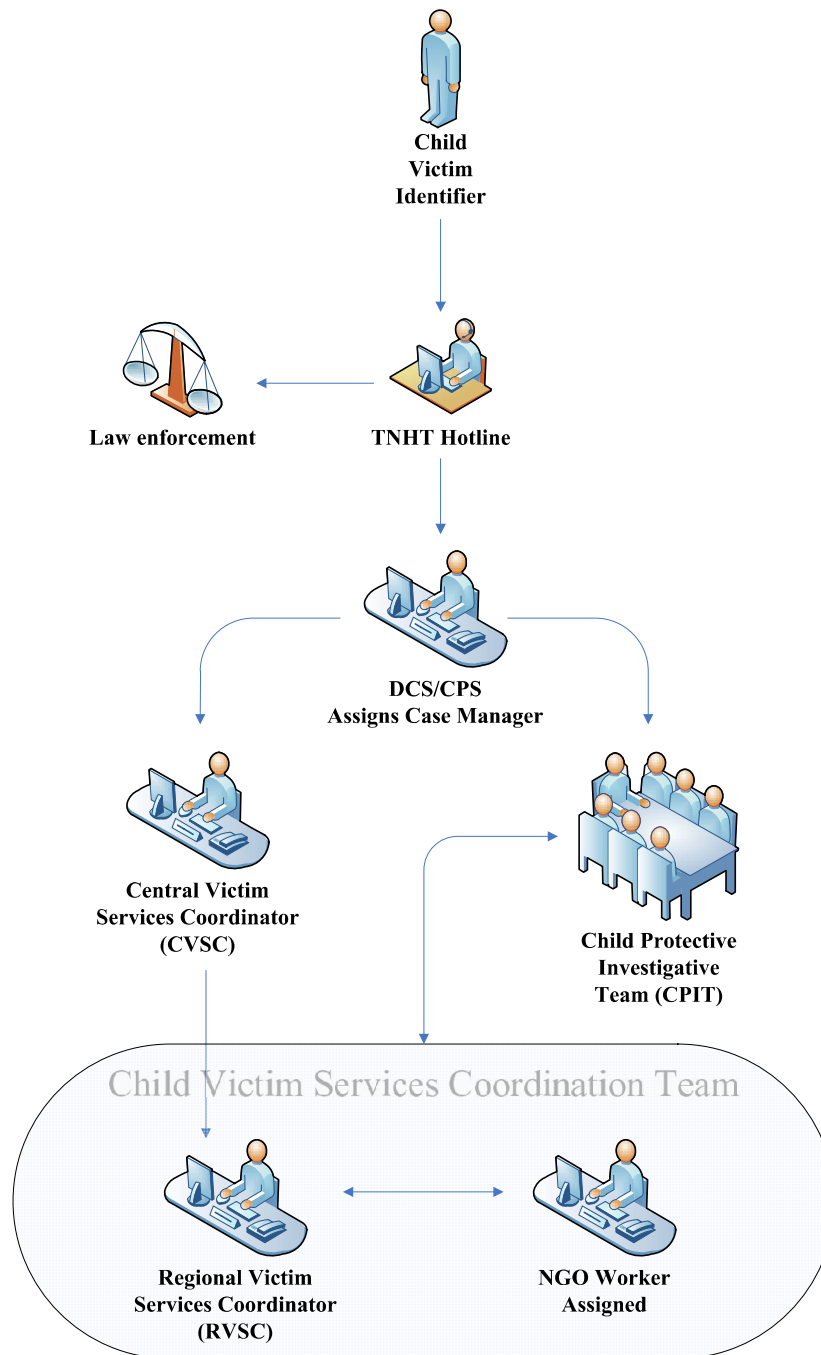 Child
Victim
Identifier
Law enforcement
TNHT Hotline
DCS/CPS
Assigns Case Manager
Central Victim
Services Coordinator
(CVSC)
Child Protective
Investigative
Team (CPIT)
Child Victim Services Coordination Team
Regional Victim
Services Coordinator
(RVSC)
NGO Worker
Assigned